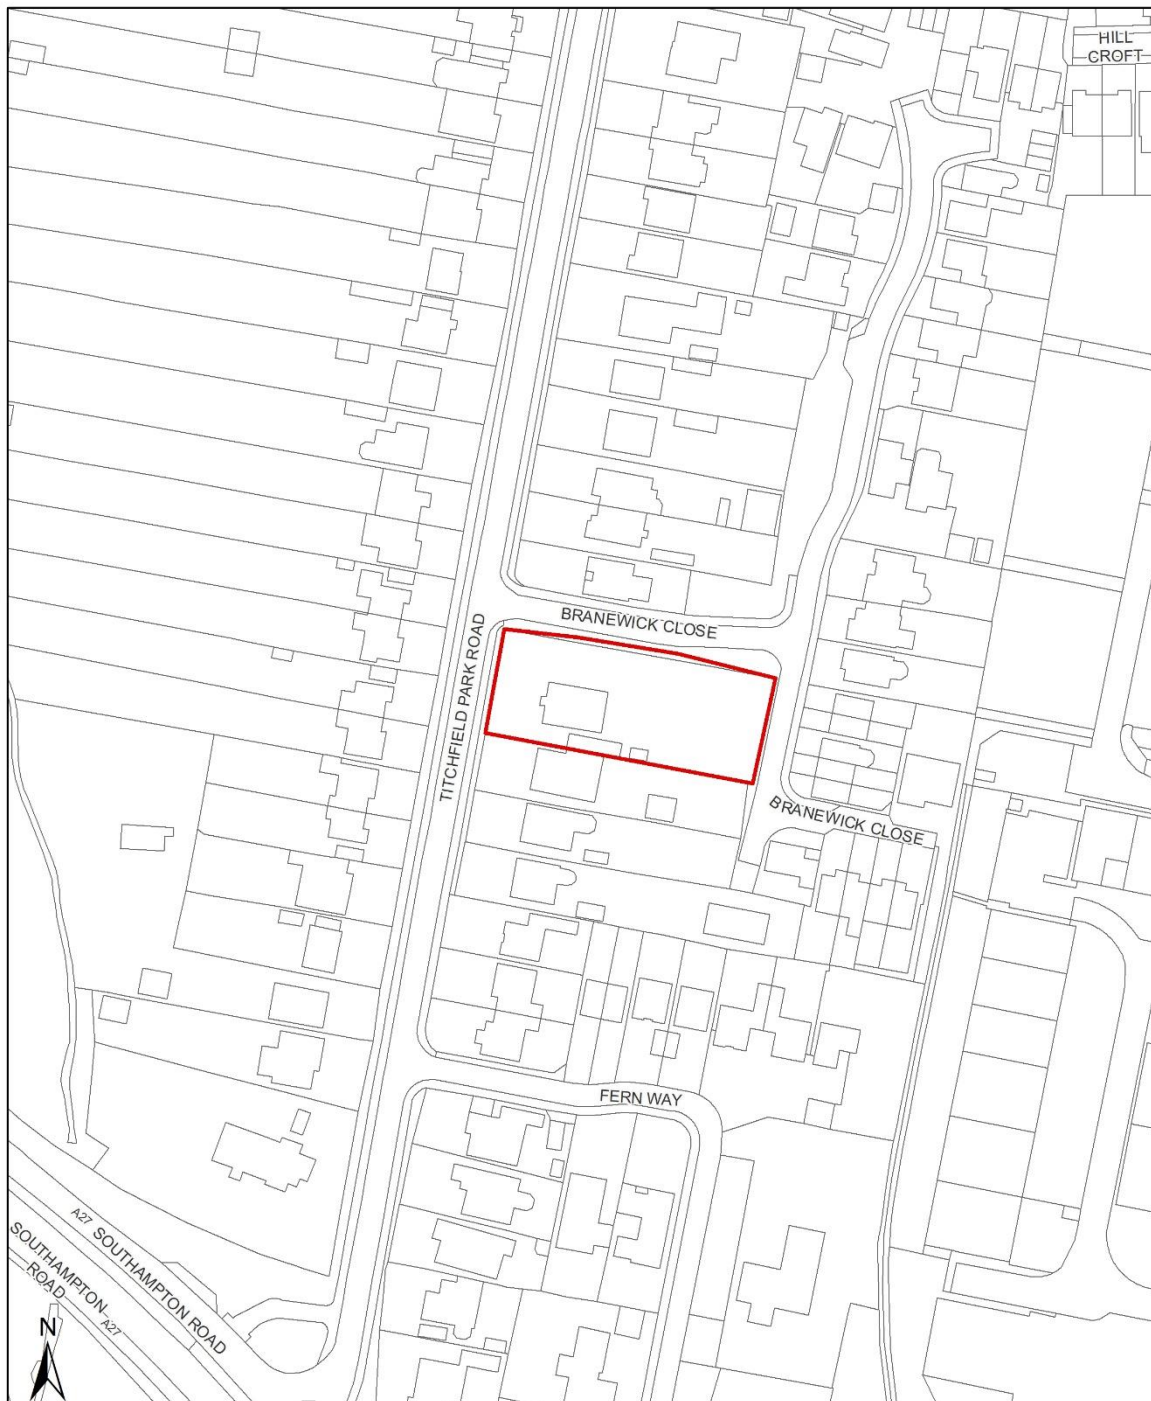 HILL
CROFT
BRANEWICK CLOSE
TITCHFIELD PARK ROAD
BRANEWICK CLOSE
FERN WAY
A27 SOUTHAMPTON ROAD
SOUTHAMPTON
ROAD
A27
N